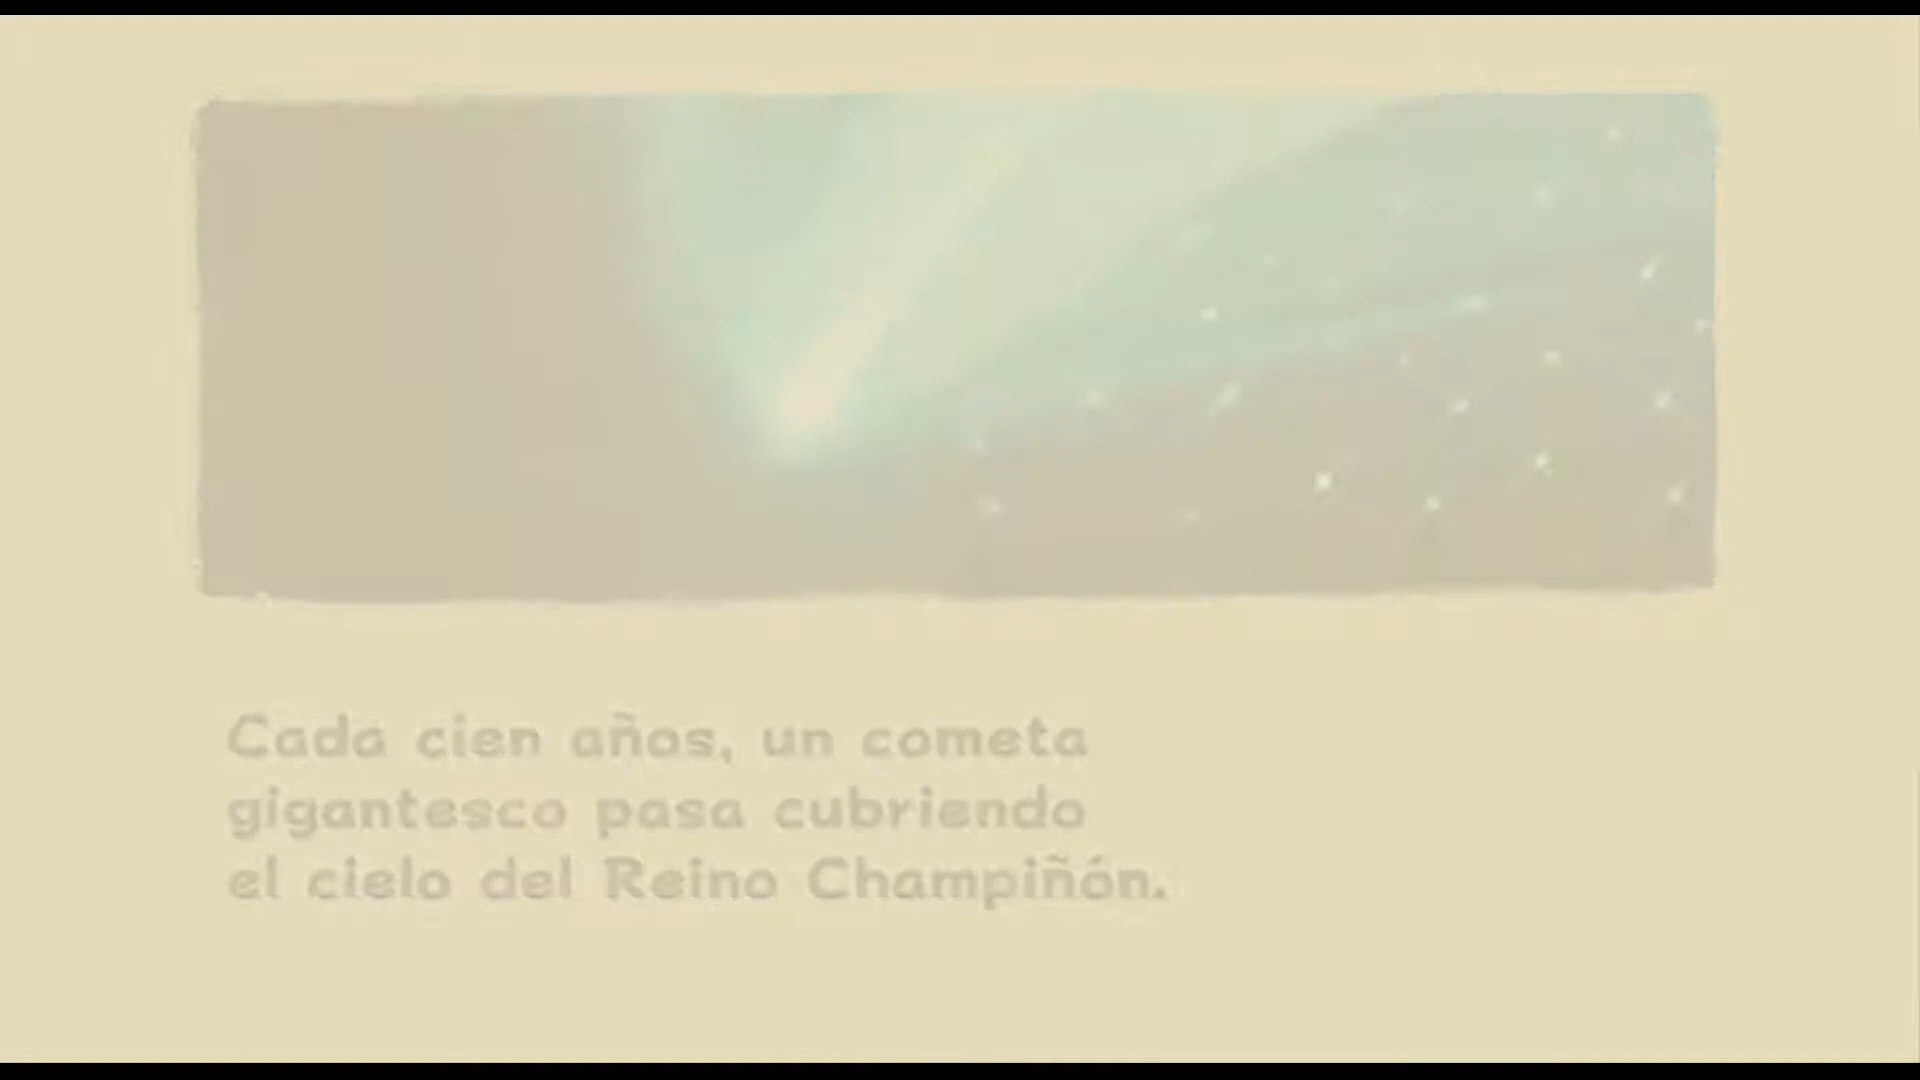 Cada cien años, un cometa
gigantesco pasa cubriendo
el cielo del Reino Champiñón.